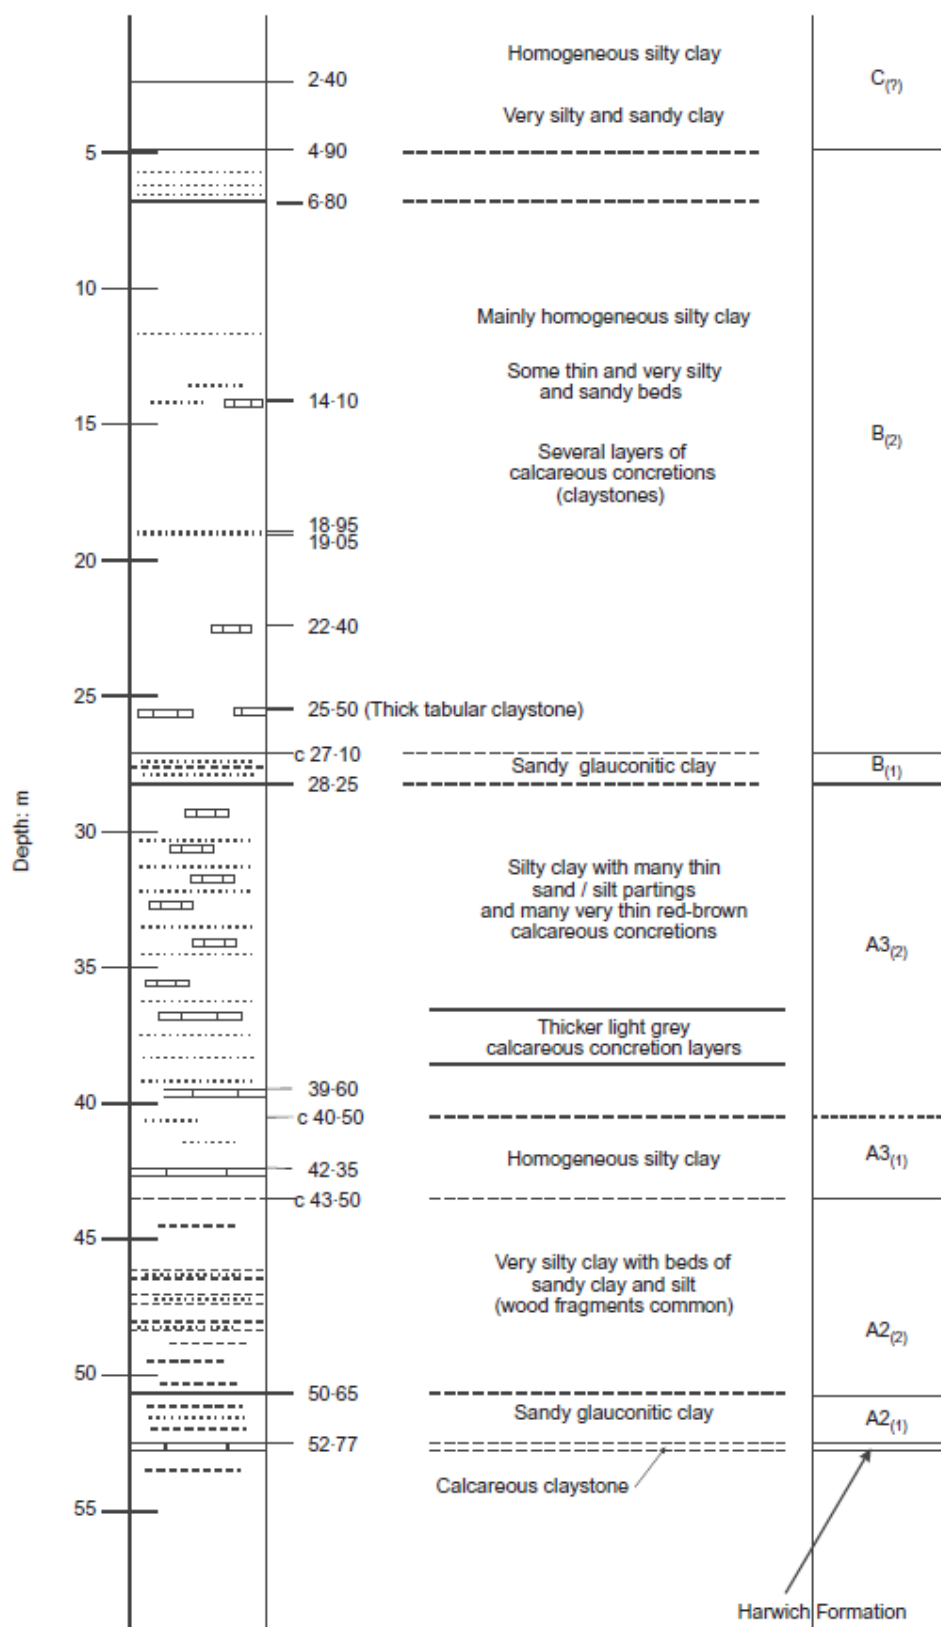 Homogeneous silty clay
2·40
C(?)
Very silty and sandy clay
5
4·90
6·80
10
Mainly homogeneous silty clay
Some thin and very silty
and sandy beds
14·10
15
B(2)
Several layers of
calcareous concretions
(claystones)
18·95
19·05
20
22·40
25
25·50 (Thick tabular claystone)
c 27·10
Sandy glauconitic clay
B(1)
28·25
Depth: m
30
Silty clay with many thin
sand / silt partings
and many very thin red-brown
calcareous concretions
A3(2)
35
Thicker light grey
calcareous concretion layers
39·60
40
c 40·50
Homogeneous silty clay
A3(1)
42·35
c 43·50
45
Very silty clay with beds of
sandy clay and silt
(wood fragments common)
A2(2)
50
50·65
Sandy glauconitic clay
A2(1)
52·77
Calcareous claystone
55
Harwich Formation